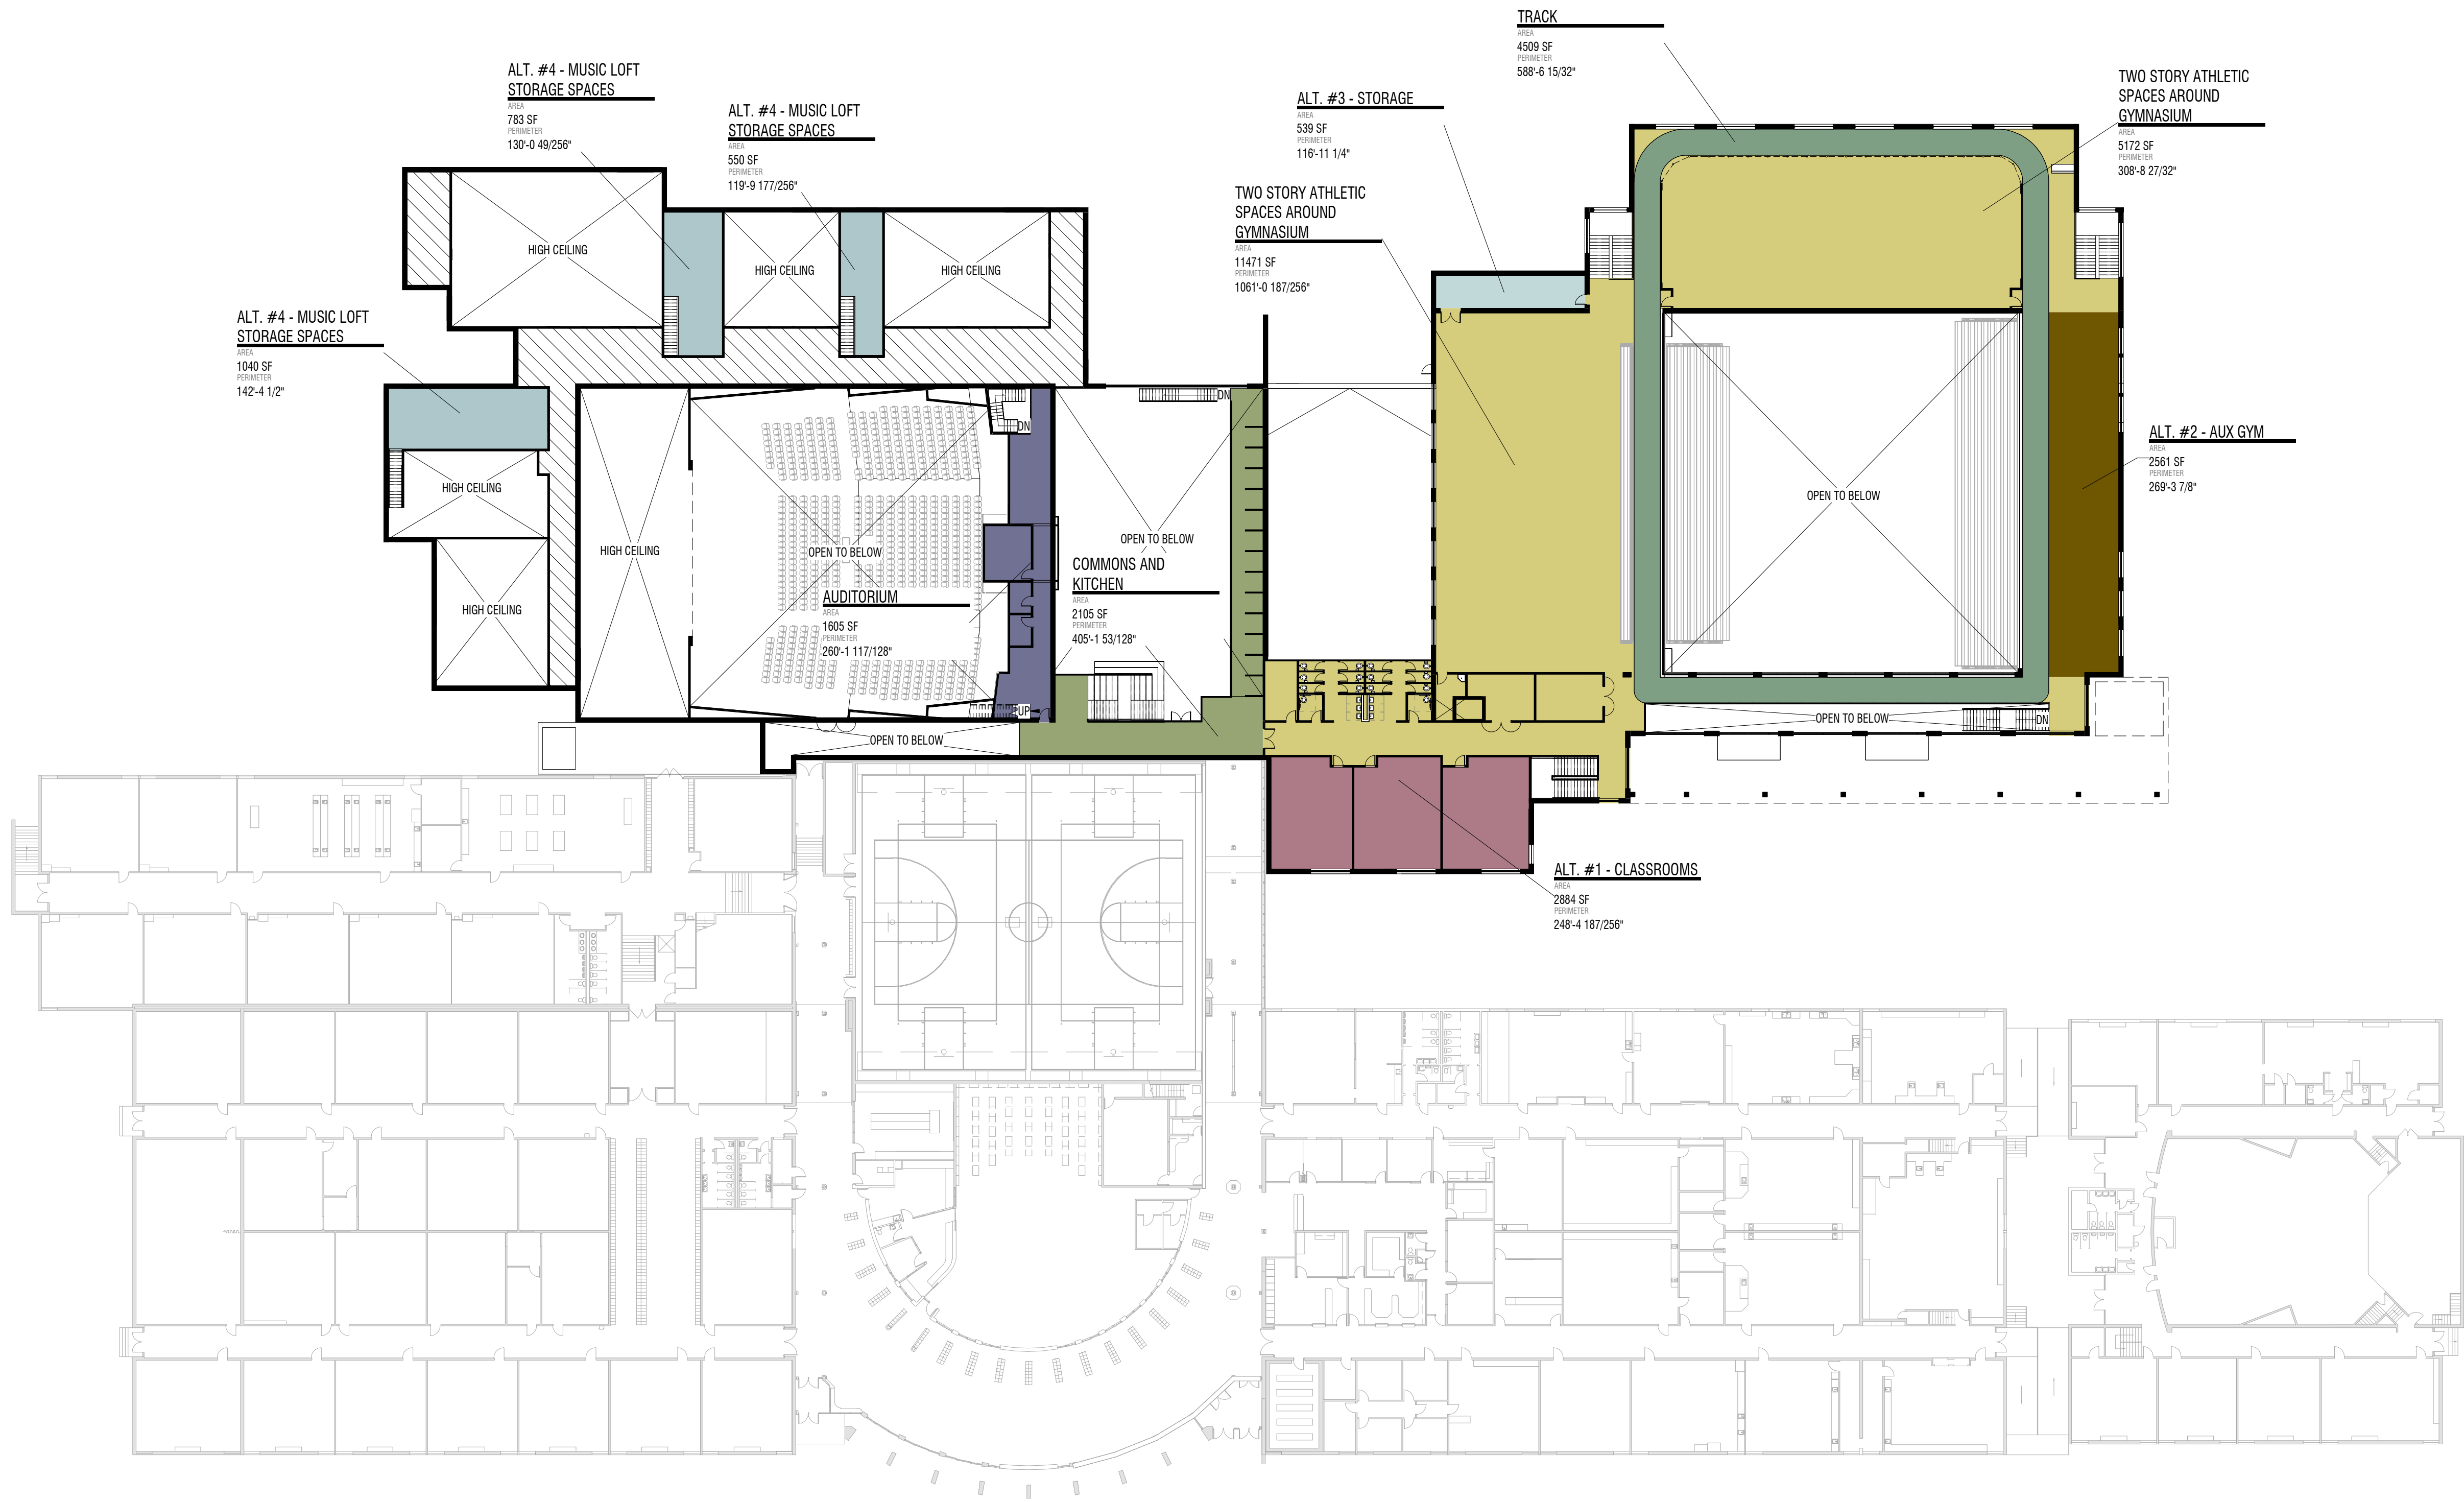 TRACK
AREA
4509 SF
PERIMETER
588'-6 15/32"
ALT. #4 - MUSIC LOFT
STORAGE SPACES
AREA
783 SF
PERIMETER
130'-0 49/256"
TWO STORY ATHLETIC
SPACES AROUND
GYMNASIUM
AREA
5172 SF
PERIMETER
308'-8 27/32"
ALT. #3 - STORAGE
AREA
539 SF
PERIMETER
116'-11 1/4"
ALT. #4 - MUSIC LOFT
STORAGE SPACES
AREA
550 SF
PERIMETER
119'-9 177/256"
TWO STORY ATHLETIC
SPACES AROUND
GYMNASIUM
AREA
11471 SF
PERIMETER
1061'-0 187/256"
HIGH CEILING
HIGH CEILING
HIGH CEILING
ALT. #4 - MUSIC LOFT
STORAGE SPACES
AREA
1040 SF
PERIMETER
142'-4 1/2"
DN
DN
ALT. #2 - AUX GYM
AREA
2561 SF
PERIMETER
269'-3 7/8"
HIGH CEILING
OPEN TO BELOW
OPEN TO BELOW
HIGH CEILING
OPEN TO BELOW
COMMONS AND
KITCHEN
AREA
2105 SF
PERIMETER
405'-1 53/128"
AUDITORIUM
AREA
1605 SF
PERIMETER
260'-1 117/128"
HIGH CEILING
UP
OPEN TO BELOW
DN
OPEN TO BELOW
ALT. #1 - CLASSROOMS
AREA
2884 SF
PERIMETER
248'-4 187/256"